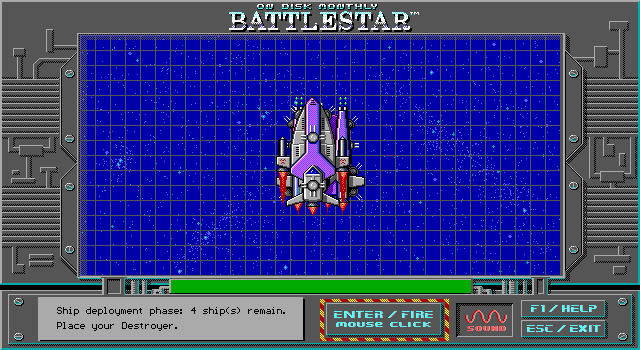 ON DISK MONTHLY
BATTLESTAR™
Ship deployment phase: 4 ship(s) remain.
Place your Destroyer.
ENTER / FIRE
MOUSE CLICK
SOUND
F1 / HELP
ESC / EXIT